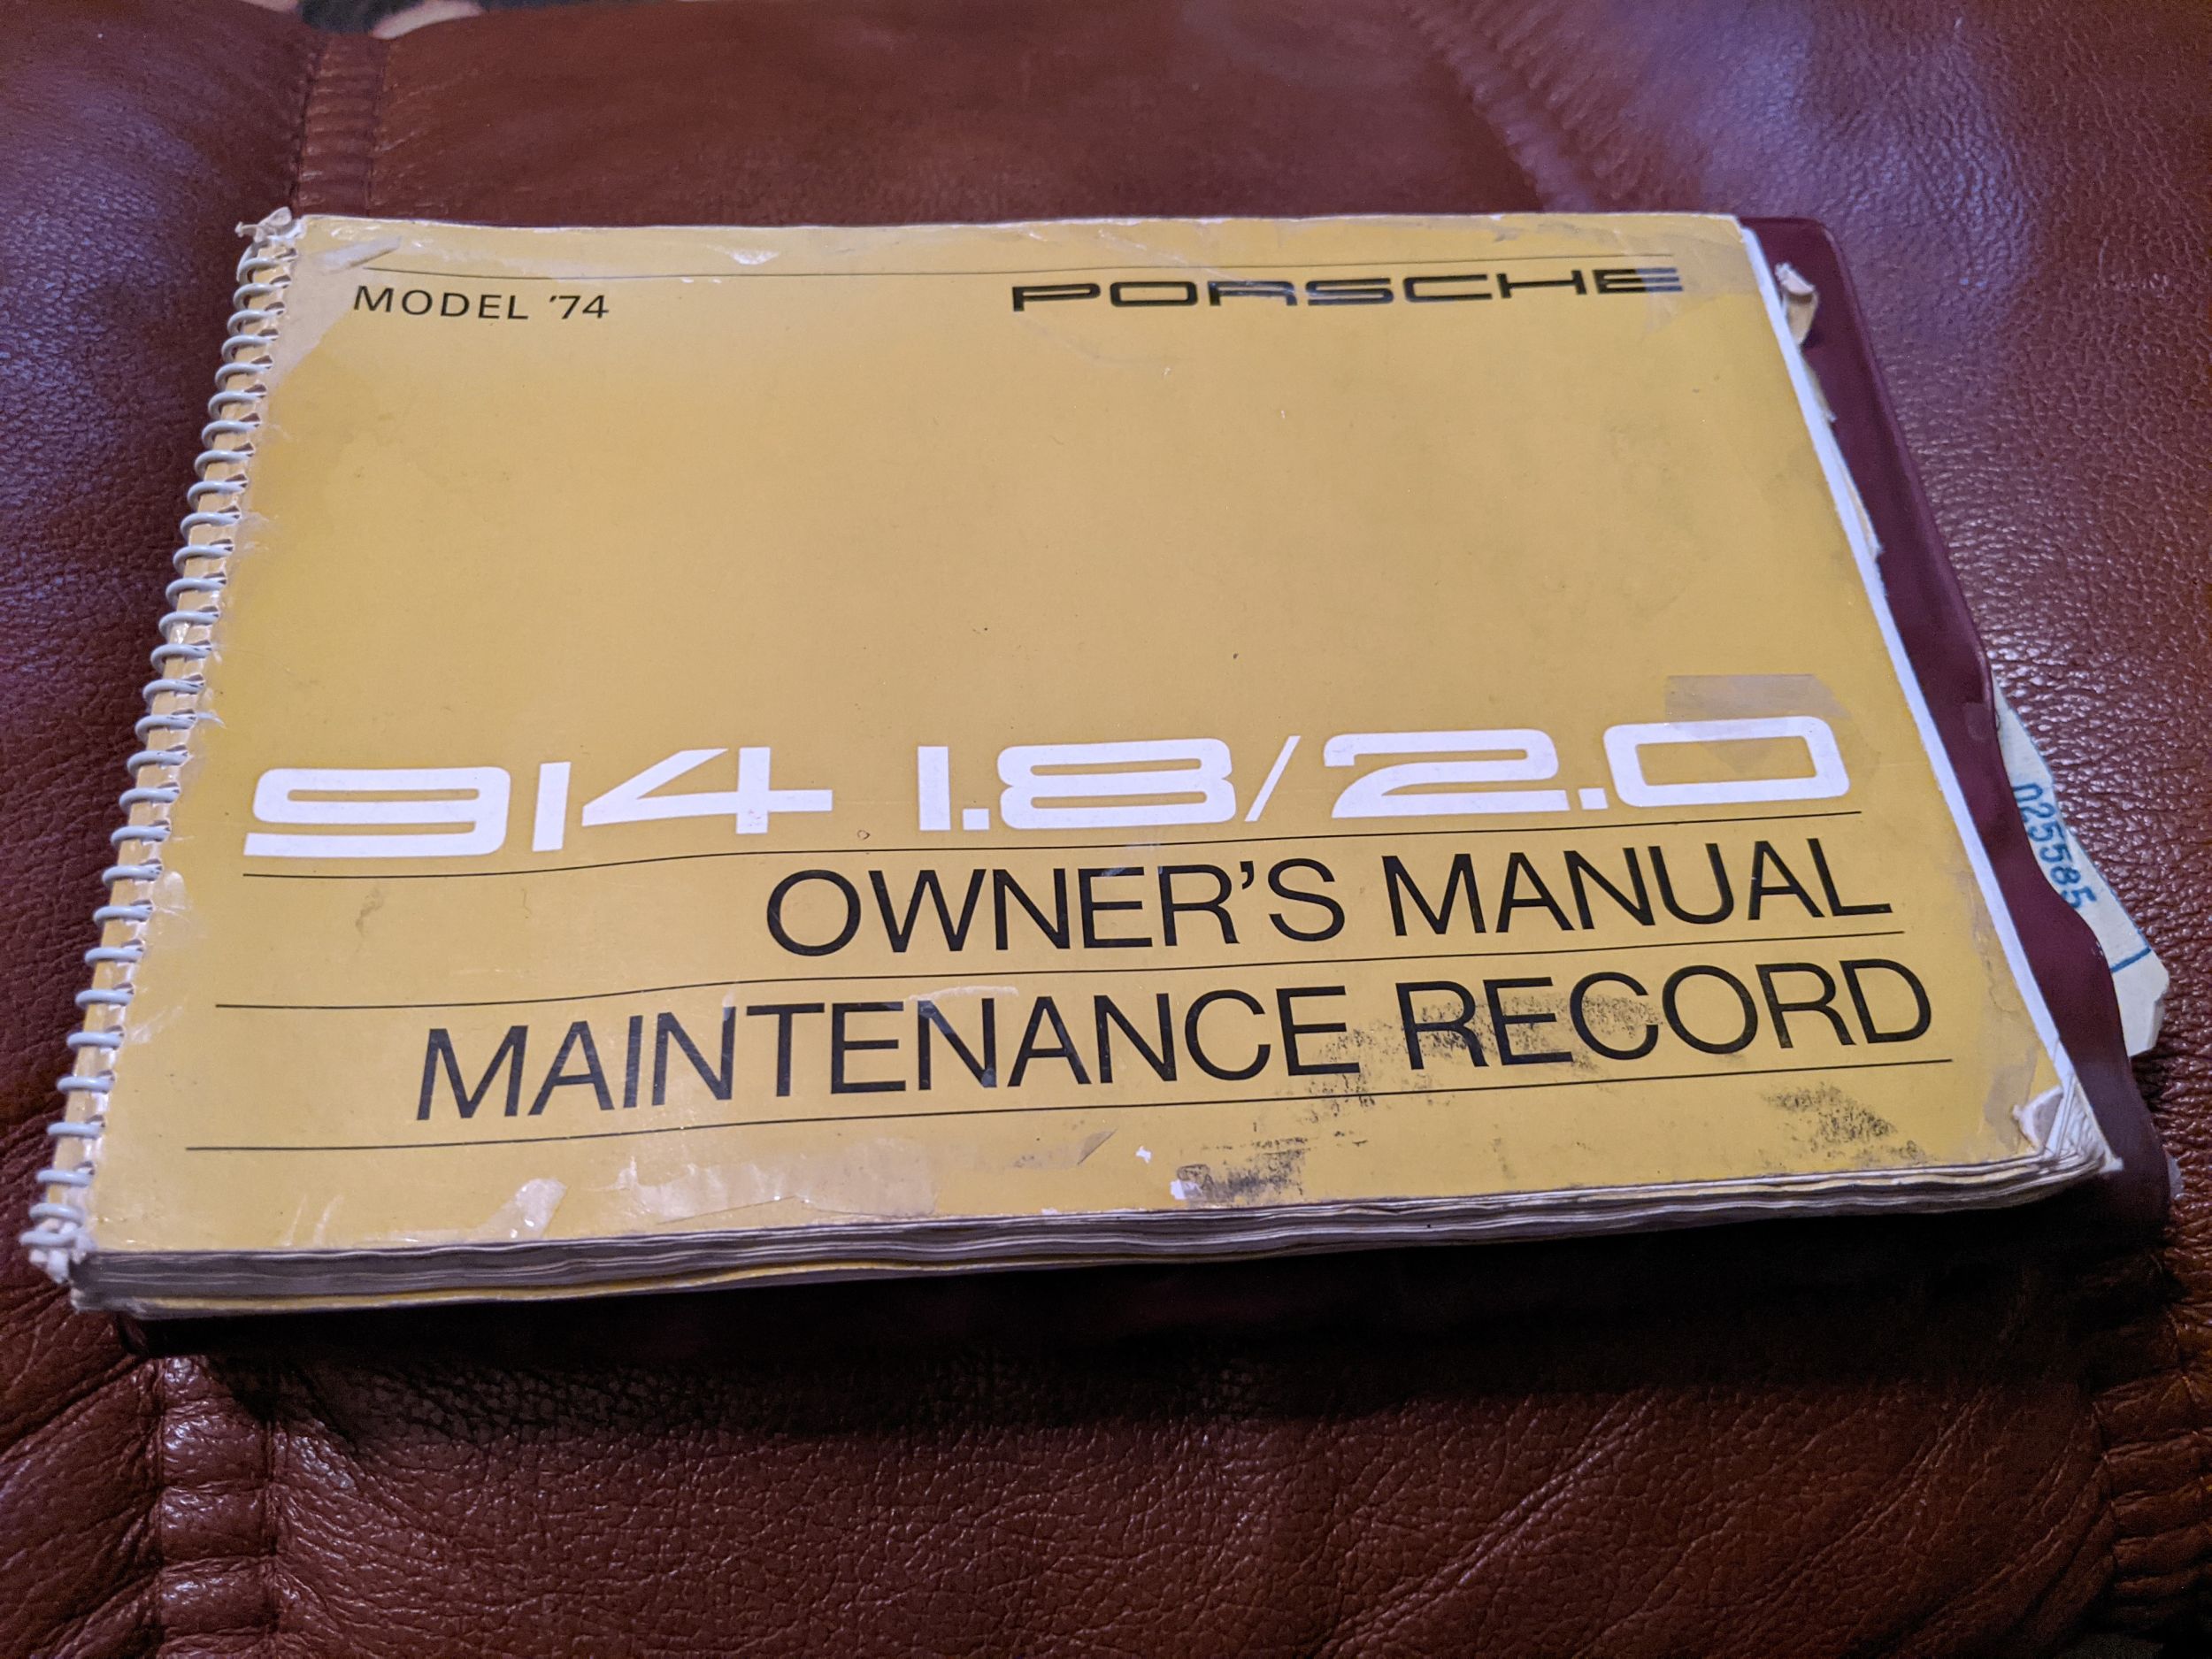 MODEL '74 PORSCHE
914 1.8/2.0
OWNER'S MANUAL
MAINTENANCE RECORD
025585